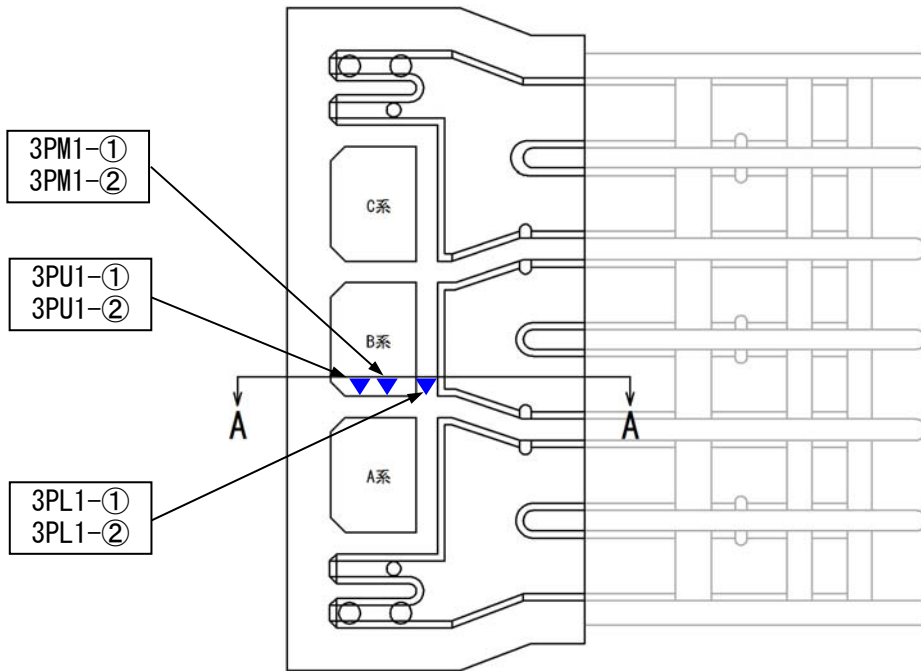 3PM1-①
3PM1-②
C系
3PU1-①
3PU1-②
B系
A
A
A系
3PL1-①
3PL1-②